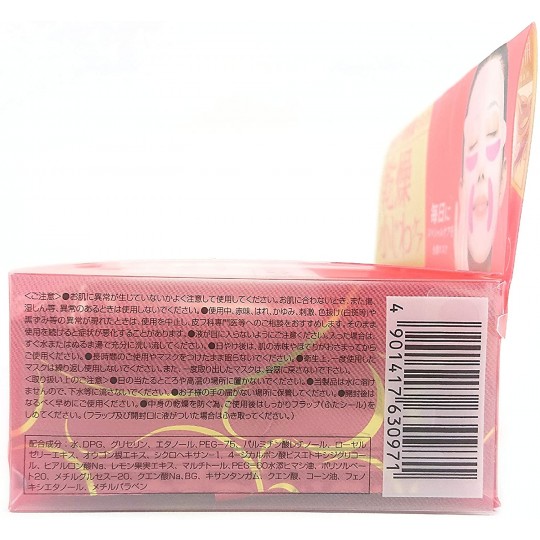 乾燥
小じわケア
毎日に
<ご注意>●お肌に異常が生じていないかよく注意して使用してください。お肌に合わないとき、また傷、
湿しん等、異常のあるときは使用しないでください。●使用中、赤味、はれ、かゆみ、刺激、色抜け(白斑等)や
黒ずみ等の異常が現れたときは、使用を中止し、皮フ科専門医等へのご相談をおすすめします。そのまま
使用を続けると症状が悪化することがあります。●液が目に入らないようにご注意ください。入った場合は、
すぐ水またはぬるま湯で充分に洗い流してください。●日やけ後は、肌の赤味やほてりがおさまってから
ご使用ください。●長時間のご使用やマスクをつけたまま眠らないでください。●衛生上、一度使用した
マスクは繰り返し使用しないでください。また、一度取り出したマスクは、容器に戻さないで下さい。
<取り扱い上のご注意>●日の当たるところや高温の場所に置かないでください。●当製品は水に溶けま
せんので、下水等に流さないでください。●お子様の手の届かない場所に保管してください。●開封後は
なるべく早めにご使用ください。●中身の乾燥を防ぐ為、ご使用後はしっかりフラップ(ふたシール)を
しめてください。(フラップ及び開封口に液がついた場合はふき取ってください。)
配合成分:水、DPG、グリセリン、エタノール、PEG-75、パルミチン酸レチノール、ローヤル
ゼリーエキス、オウゴン根エキス、シクロヘキサン-1,4-ジカルボン酸ビスエトキシジグリコ
ール、ヒアルロン酸Na、レモン果実エキス、マルチトール、PEG-60水添ヒマシ油、ポリソルベ
ート20、メチルグルセス-20、クエン酸Na、BG、キサンタンガム、クエン酸、コーン油、フェノ
キシエタノール、メチルパラベン
4901417630971